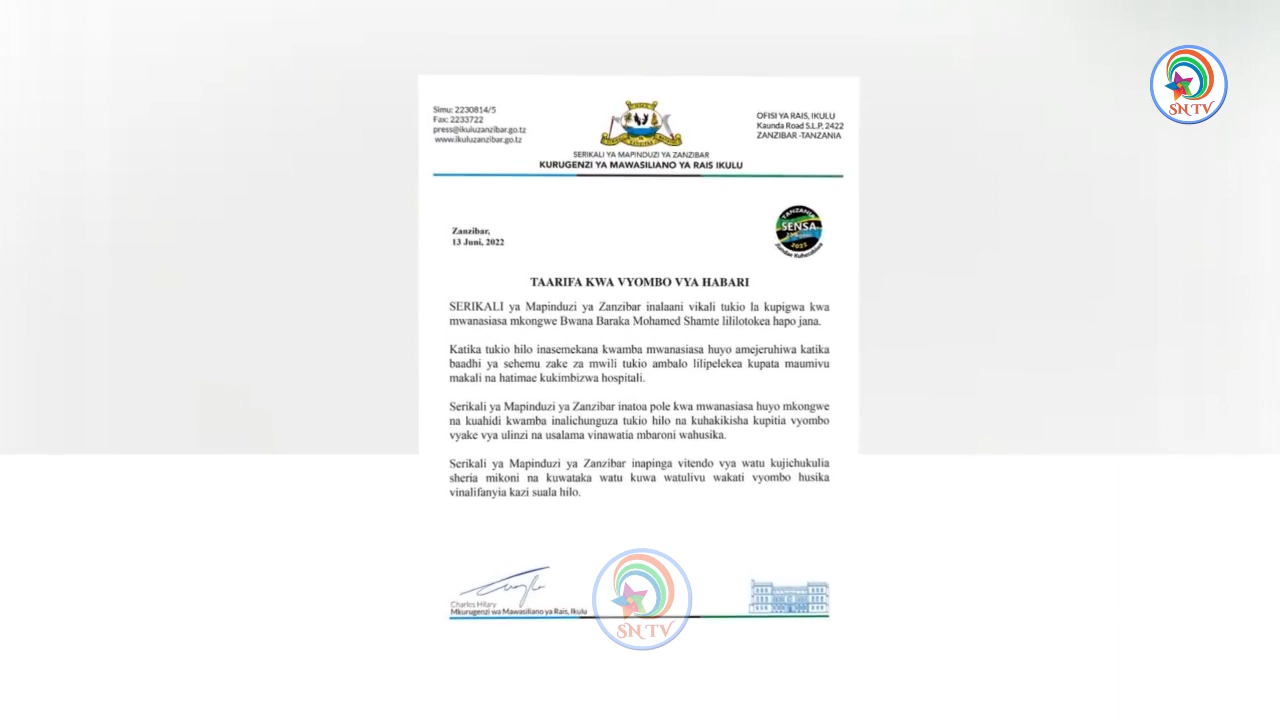 SN TV
Simu: 2230814/5
Fax: 2233722
press@ikuluzanzibar.go.tz
www.ikuluzanzibar.go.tz
OFISI YA RAIS, IKULU
Kaunda Road S.L.P, 2422
ZANZIBAR -TANZANIA
SERIKALI YA MAPINDUZI YA ZANZIBAR
KURUGENZI YA MAWASILIANO YA RAIS IKULU
Zanzibar,
13 Juni, 2022
TANZANIA
SENSA
2022
TAARIFA KWA VYOMBO VYA HABARI
SERIKALI ya Mapinduzi ya Zanzibar inalaani vikali tukio la kupigwa kwa
mwanasiasa mkongwe Bwana Baraka Mohamed Shamte lililotokea hapo jana.
Katika tukio hilo inasemekana kwamba mwanasiasa huyo amejeruhiwa katika
baadhi ya sehemu zake za mwili tukio ambalo lilipelekea kupata maumivu
makali na hatimae kukimbizwa hospitali.
Serikali ya Mapinduzi ya Zanzibar inatoa pole kwa mwanasiasa huyo mkongwe
na kuahidi kwamba inalichunguza tukio hilo na kuhakikisha kupitia vyombo
vyake vya ulinzi na usalama vinawatia mbaroni wahusika.
Serikali ya Mapinduzi ya Zanzibar inapinga vitendo vya watu kujichukulia
sheria mikoni na kuwataka watu kuwa watulivu wakati vyombo husika
vinalifanyia kazi suala hilo.
Charles Hilary
Mkurugenzi wa Mawasiliano ya Rais, Ikulu
SN TV